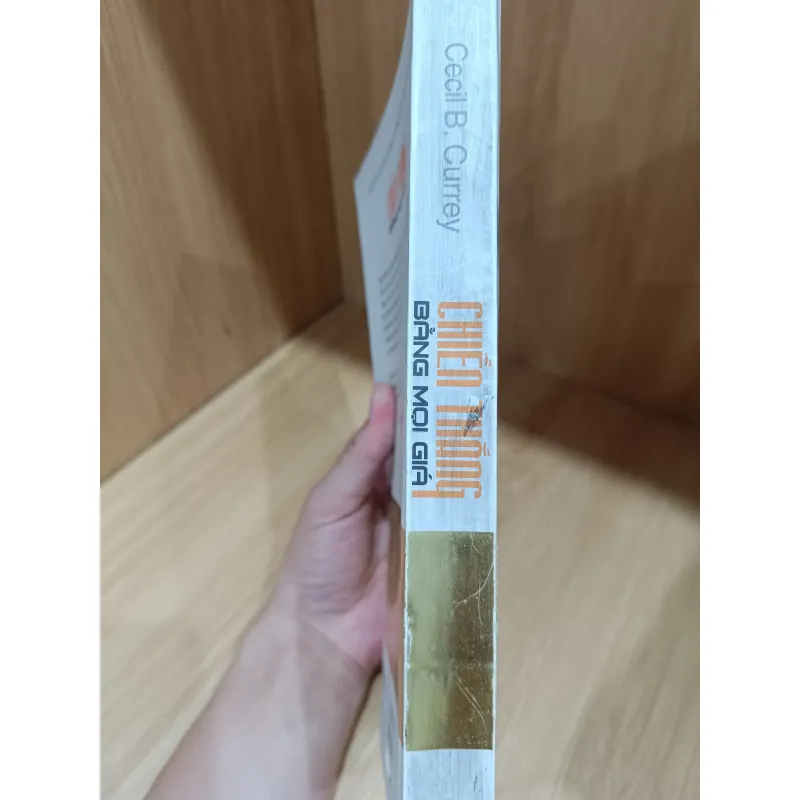 Cecil B. Currey
CHIẾN THẮNG
BẰNG MỌI GIÁ